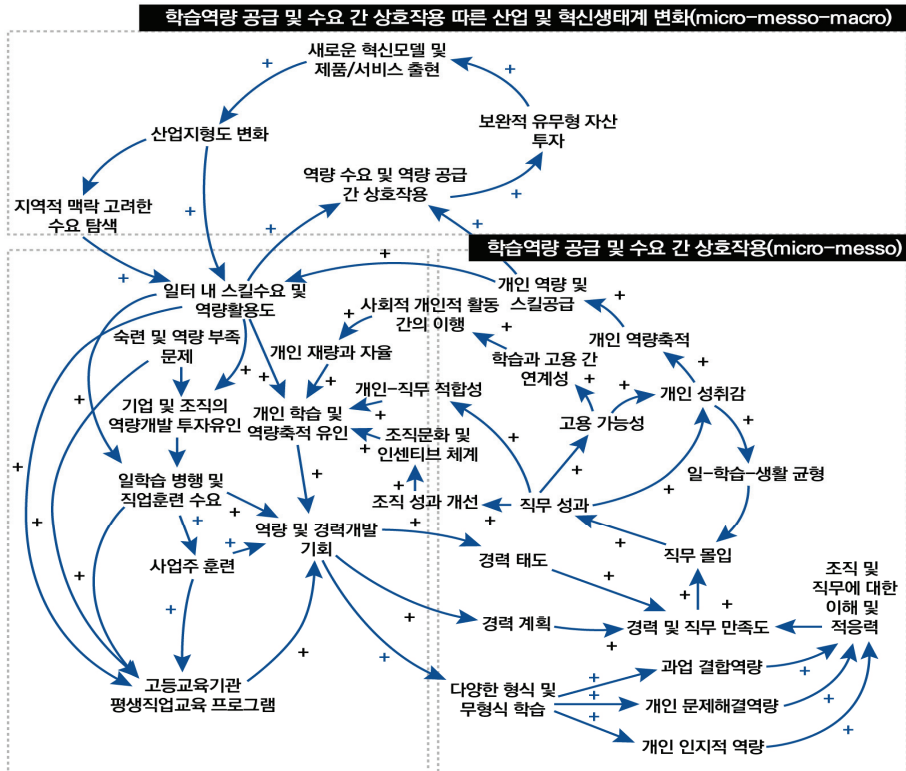 학습역량 공급 및 수요 간 상호작용 따른 산업 및 혁신생태계 변화(micro-messo-macro)
새로운 혁신모델 및
제품/서비스 출현
+
+
보완적 유무형 자산
투자
산업지형도 변화
역량 수요 및 역량 공급
간 상호작용
+
지역적 맥락 고려한
수요 탐색
+
+
+
+
학습역량 공급 및 수요 간 상호작용(micro-messo)
+
일터 내 스킬수요 및
역량활용도
개인 역량 및
스킬공급
+
사회적 개인적 활동
간의 이행
+
숙련 및 역량 부족
문제
개인 재량과 자율
+
개인 역량축적
학습과 고용 간
연계성
+
+
+
+
개인-직무 적합성
+
+
개인 성취감
기업 및 조직의
역량개발 투자유인
개인 학습 및
역량축적 유인
+
고용 가능성
+
+
조직문화 및
인센티브 체계
+
+
일-학습-생활 균형
+
일학습 병행 및
직업훈련 수요
+
+
조직 성과 개선
직무 성과
+
+
+
+
역량 및 경력개발
기회
+
+
+
직무 몰입
사업주 훈련
+
경력 태도
조직 및
직무에 대한
이해 및
적응력
+
+
+
+
+
경력 계획
경력 및 직무 만족도
+
+
+
고등교육기관
평생직업교육 프로그램
다양한 형식 및
무형식 학습
과업 결합역량
+
+
+
개인 문제해결역량
+
+
개인 인지적 역량
+